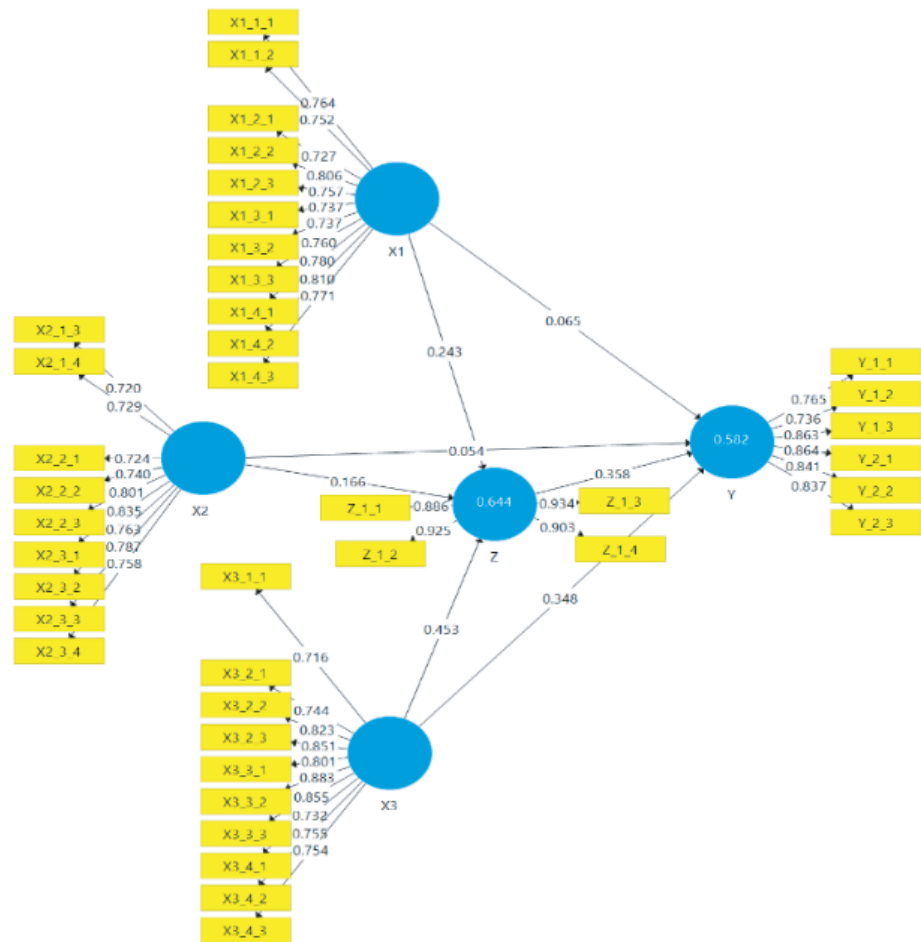 X1_1_1
X1_1_2
0.764
0.752
X1_2_1
X1_2_2
X1_2_3
X1_3_1
X1_3_2
X1_3_3
X1_4_1
X1_4_2
X1_4_3
0.727
0.806
0.757
0.737
0.737
0.760
0.780
0.810
0.771
X1
0.243
0.065
X2_1_3
X2_1_4
0.720
0.729
X2_2_1
X2_2_2
X2_2_3
X2_3_1
X2_3_2
X2_3_3
X2_3_4
0.724
0.740
0.801
0.835
0.763
0.787
0.758
X2
0.054
0.166
Z_1_1
Z_1_2
0.886
0.925
0.644
Z
0.934
0.903
Z_1_3
Z_1_4
0.358
0.582
Y
0.765
0.736
0.863
0.864
0.841
0.837
Y_1_1
Y_1_2
Y_1_3
Y_2_1
Y_2_2
Y_2_3
0.348
0.453
X3_1_1
0.716
X3_2_1
X3_2_2
X3_2_3
X3_3_1
X3_3_2
X3_3_3
X3_4_1
X3_4_2
X3_4_3
0.744
0.823
0.851
0.801
0.883
0.855
0.732
0.755
0.754
X3